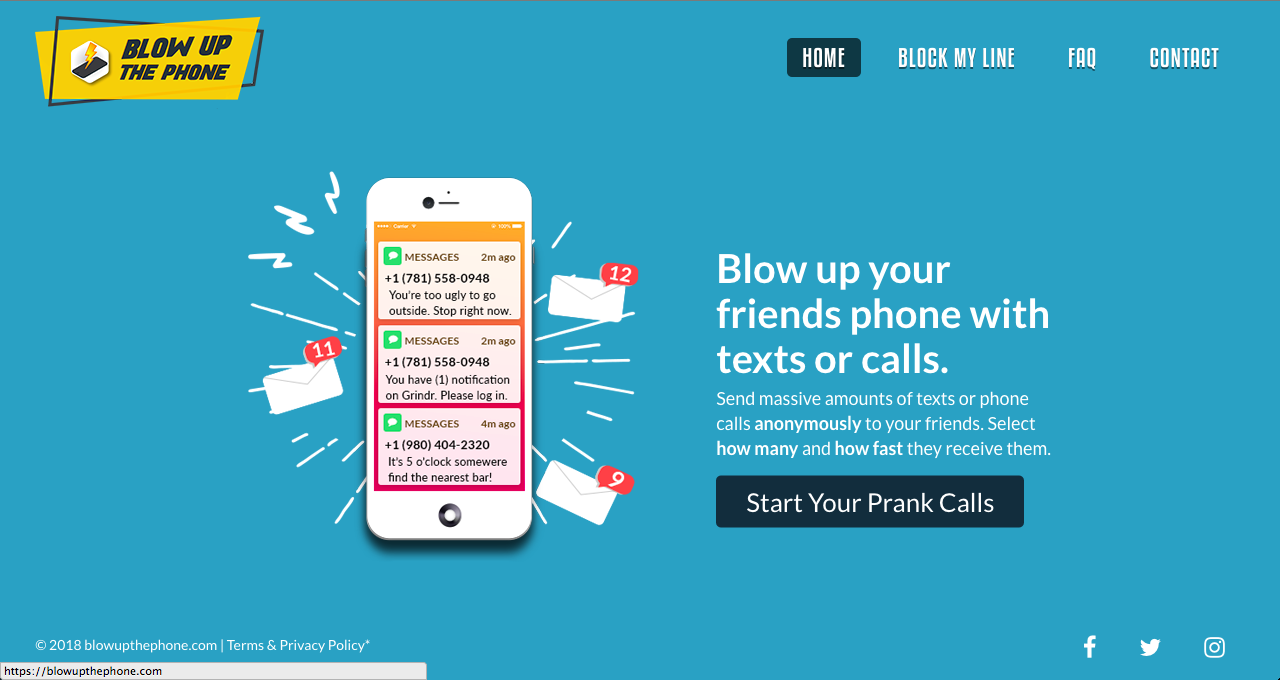 BLOW UP
THE PHONE
HOME
BLOCK MY LINE
FAQ
CONTACT
Carrier
100%
MESSAGES 2m ago
+1 (781) 558-0948
You're too ugly to go
outside. Stop right now.
MESSAGES 2m ago
+1 (781) 558-0948
You have (1) notification
on Grindr. Please log in.
MESSAGES 4m ago
+1 (980) 404-2320
It's 5 o'clock somewere
find the nearest bar!
12
11
9
Blow up your
friends phone with
texts or calls.
Send massive amounts of texts or phone
calls anonymously to your friends. Select
how many and how fast they receive them.
Start Your Prank Calls
© 2018 blowupthephone.com | Terms & Privacy Policy*
https://blowupthephone.com